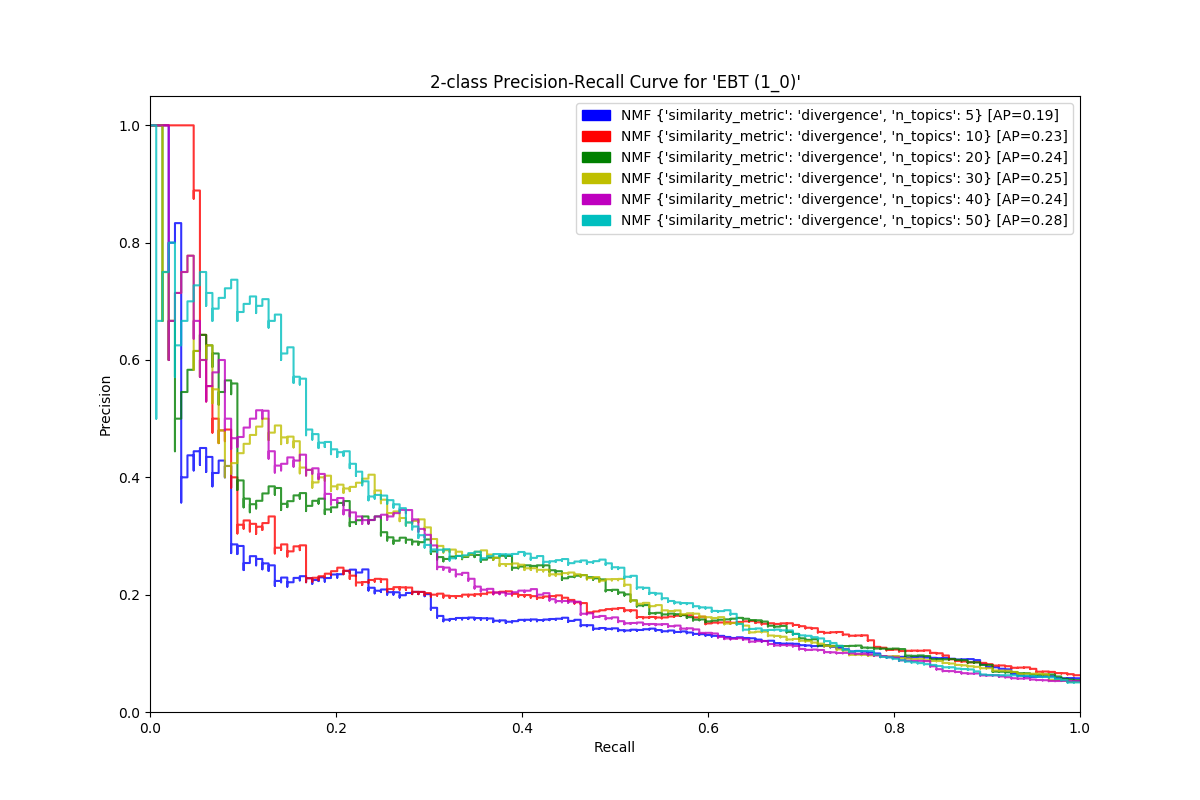 2-class Precision-Recall Curve for 'EBT (1_0)'
NMF {'similarity_metric': 'divergence', 'n_topics': 5} [AP=0.19]
NMF {'similarity_metric': 'divergence', 'n_topics': 10} [AP=0.23]
NMF {'similarity_metric': 'divergence', 'n_topics': 20} [AP=0.24]
NMF {'similarity_metric': 'divergence', 'n_topics': 30} [AP=0.25]
NMF {'similarity_metric': 'divergence', 'n_topics': 40} [AP=0.24]
NMF {'similarity_metric': 'divergence', 'n_topics': 50} [AP=0.28]
Precision
1.0
0.8
0.6
0.4
0.2
0.0
0.0 0.2 0.4 0.6 0.8 1.0
Recall